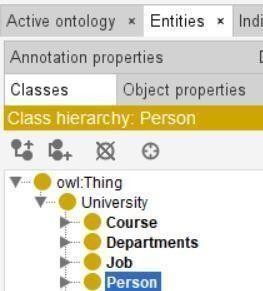 Active ontology × Entities × Indi
Annotation properties D
Classes Object properties
Class hierarchy: Person
owl:Thing
University
Course
Departments
Job
Person